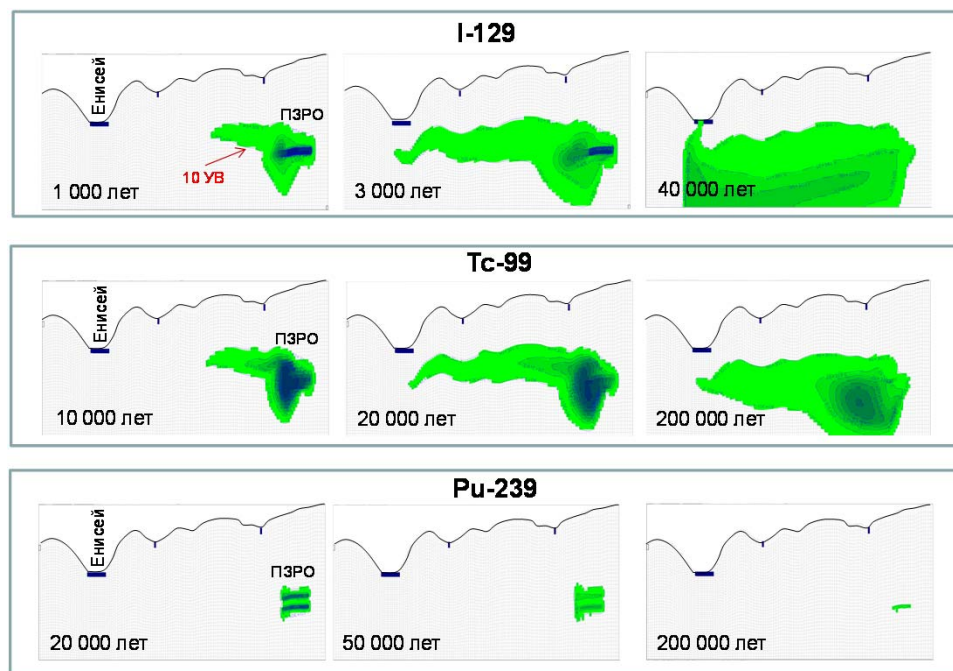 I-129
Енисей
ПЗРО
10 УВ
1 000 лет
3 000 лет
40 000 лет
Tc-99
Енисей
ПЗРО
10 000 лет
20 000 лет
200 000 лет
Pu-239
Енисей
ПЗРО
20 000 лет
50 000 лет
200 000 лет